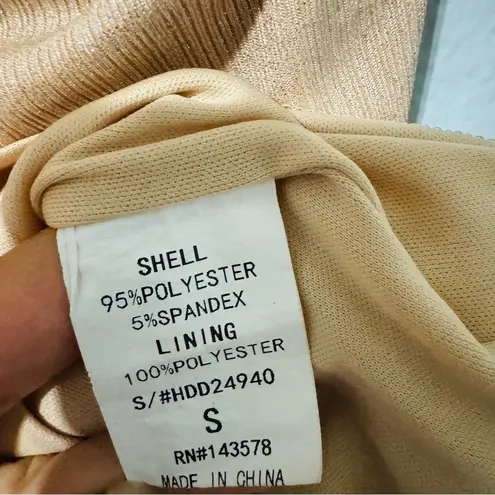 SHELL
95%POLYESTER
5%SPANDEX
LINING
100%POLYESTER
S/#HDD24940
S
RN#143578
MADE IN CHINA